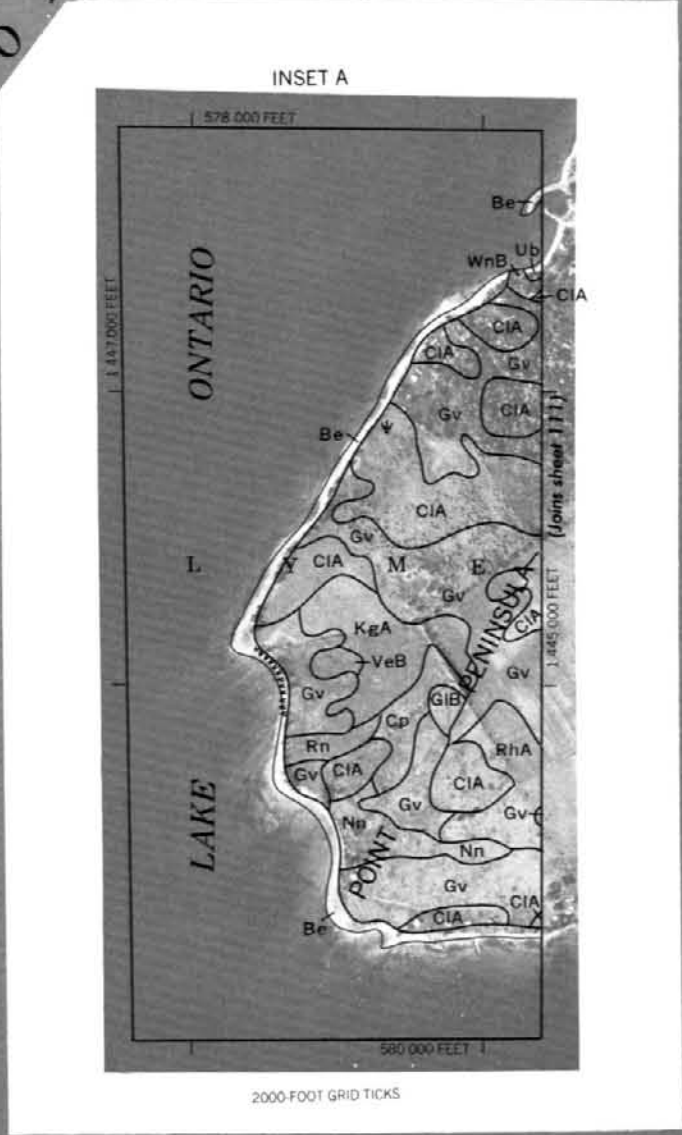 O
INSET A
578 000 FEET
Be
Ub
WnB
ClA
ONTARIO
1 447 000 FEET
ClA
ClA
Gv
Gv
ClA
(Joins sheet 111)
Be
ClA
Gv
L Y M E
ClA
Gv
PENINSULA
ClA
1 445 000 FEET
KgA
VeB
Gv
Gv
GlB
Cp
Rn
RhA
Gv
ClA
ClA
Gv
Gv
Nn
Nn
POINT
LAKE
Gv
ClA
ClA
Be
580 000 FEET
2000-FOOT GRID TICKS